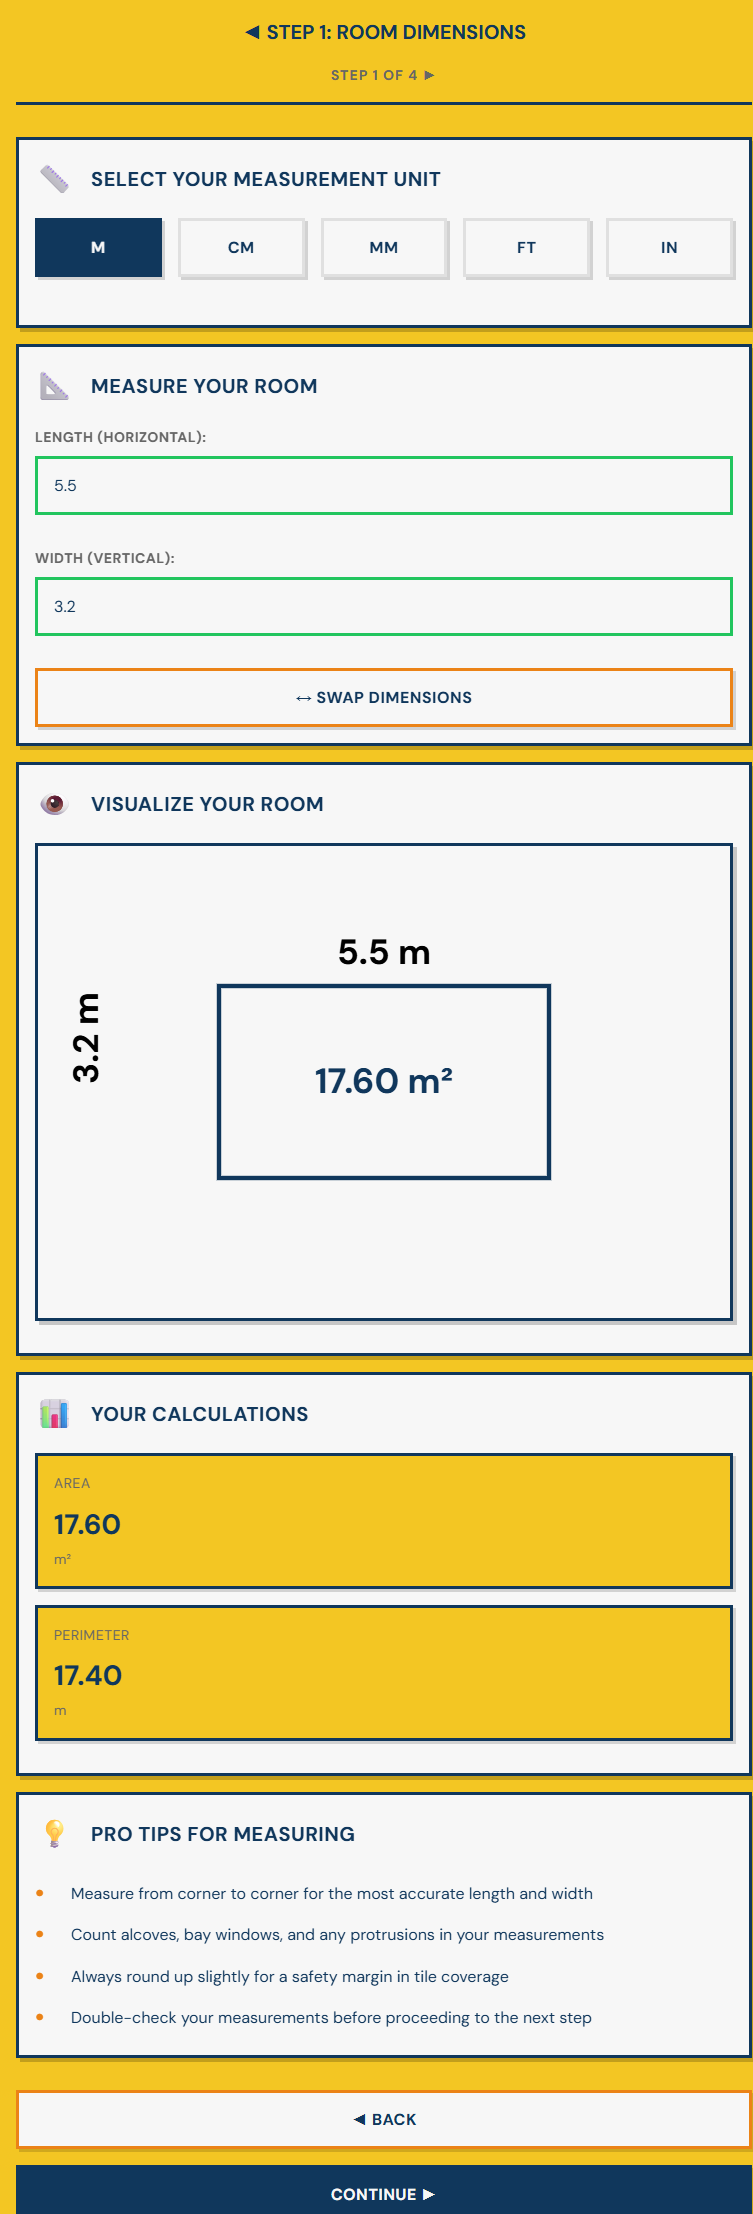 ◀ STEP 1: ROOM DIMENSIONS
STEP 1 OF 4 ▶
SELECT YOUR MEASUREMENT UNIT
M CM MM FT IN
MEASURE YOUR ROOM
LENGTH (HORIZONTAL):
5.5
WIDTH (VERTICAL):
3.2
↔ SWAP DIMENSIONS
VISUALIZE YOUR ROOM
5.5 m
3.2 m
17.60 m²
YOUR CALCULATIONS
AREA
17.60
m²
PERIMETER
17.40
m
PRO TIPS FOR MEASURING
• Measure from corner to corner for the most accurate length and width
• Count alcoves, bay windows, and any protrusions in your measurements
• Always round up slightly for a safety margin in tile coverage
• Double-check your measurements before proceeding to the next step
◀ BACK
CONTINUE ▶